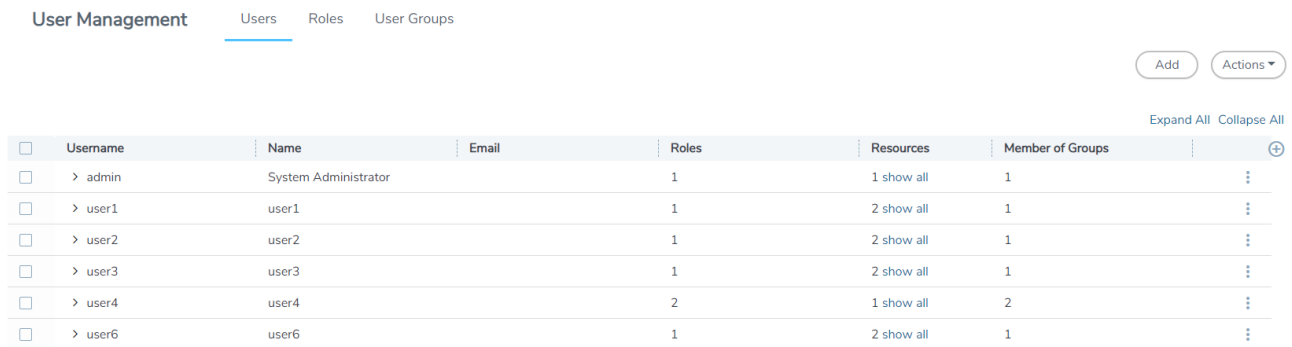 User Management Users Roles User Groups
Add Actions
Expand All Collapse All
Username Name Email Roles Resources Member of Groups
admin System Administrator 1 1 show all 1
user1 user1 1 2 show all 1
user2 user2 1 2 show all 1
user3 user3 1 2 show all 1
user4 user4 2 1 show all 2
user6 user6 1 2 show all 1